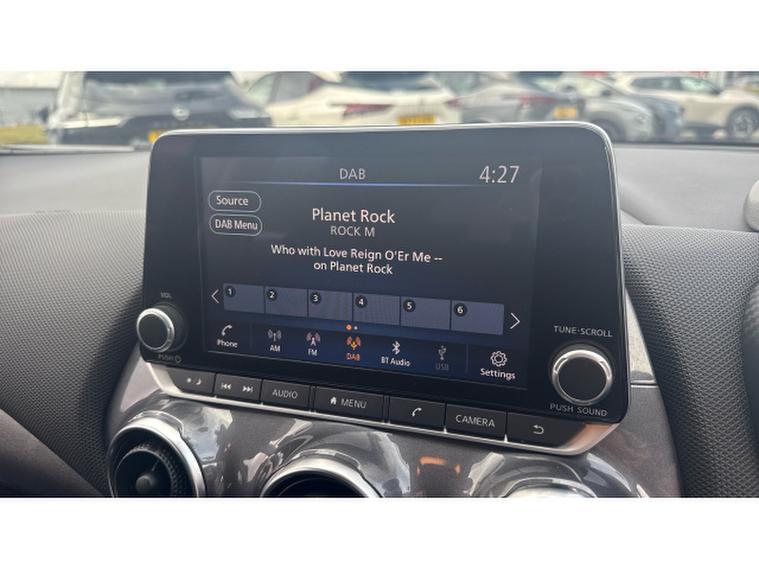 DAB
4:27
Source
DAB Menu
Planet Rock
ROCK M
Who with Love Reign O'Er Me --
on Planet Rock
1 2 3 4 5 6
Phone AM FM DAB BT Audio USB Settings
VOL
PUSH
TUNE·SCROLL
PUSH SOUND
AUDIO MENU CAMERA